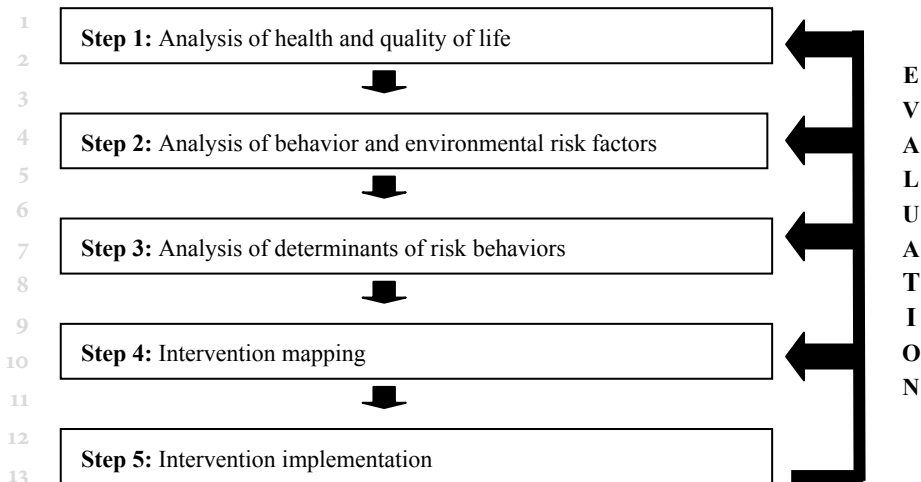 1
Step 1: Analysis of health and quality of life
2
3
4
Step 2: Analysis of behavior and environmental risk factors
5
6
7
Step 3: Analysis of determinants of risk behaviors
8
9
10
Step 4: Intervention mapping
11
12
13
Step 5: Intervention implementation
E
V
A
L
U
A
T
I
O
N